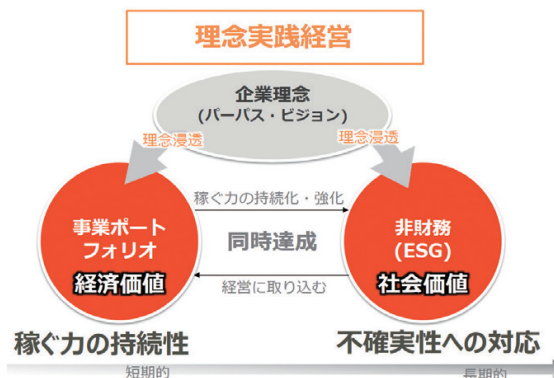 理念実践経営
企業理念
(パーパス・ビジョン)
理念浸透
理念浸透
稼ぐ力の持続化・強化
事業ポート
フォリオ
経済価値
同時達成
非財務
(ESG)
社会価値
経営に取り込む
稼ぐ力の持続性
不確実性への対応
短期的
長期的